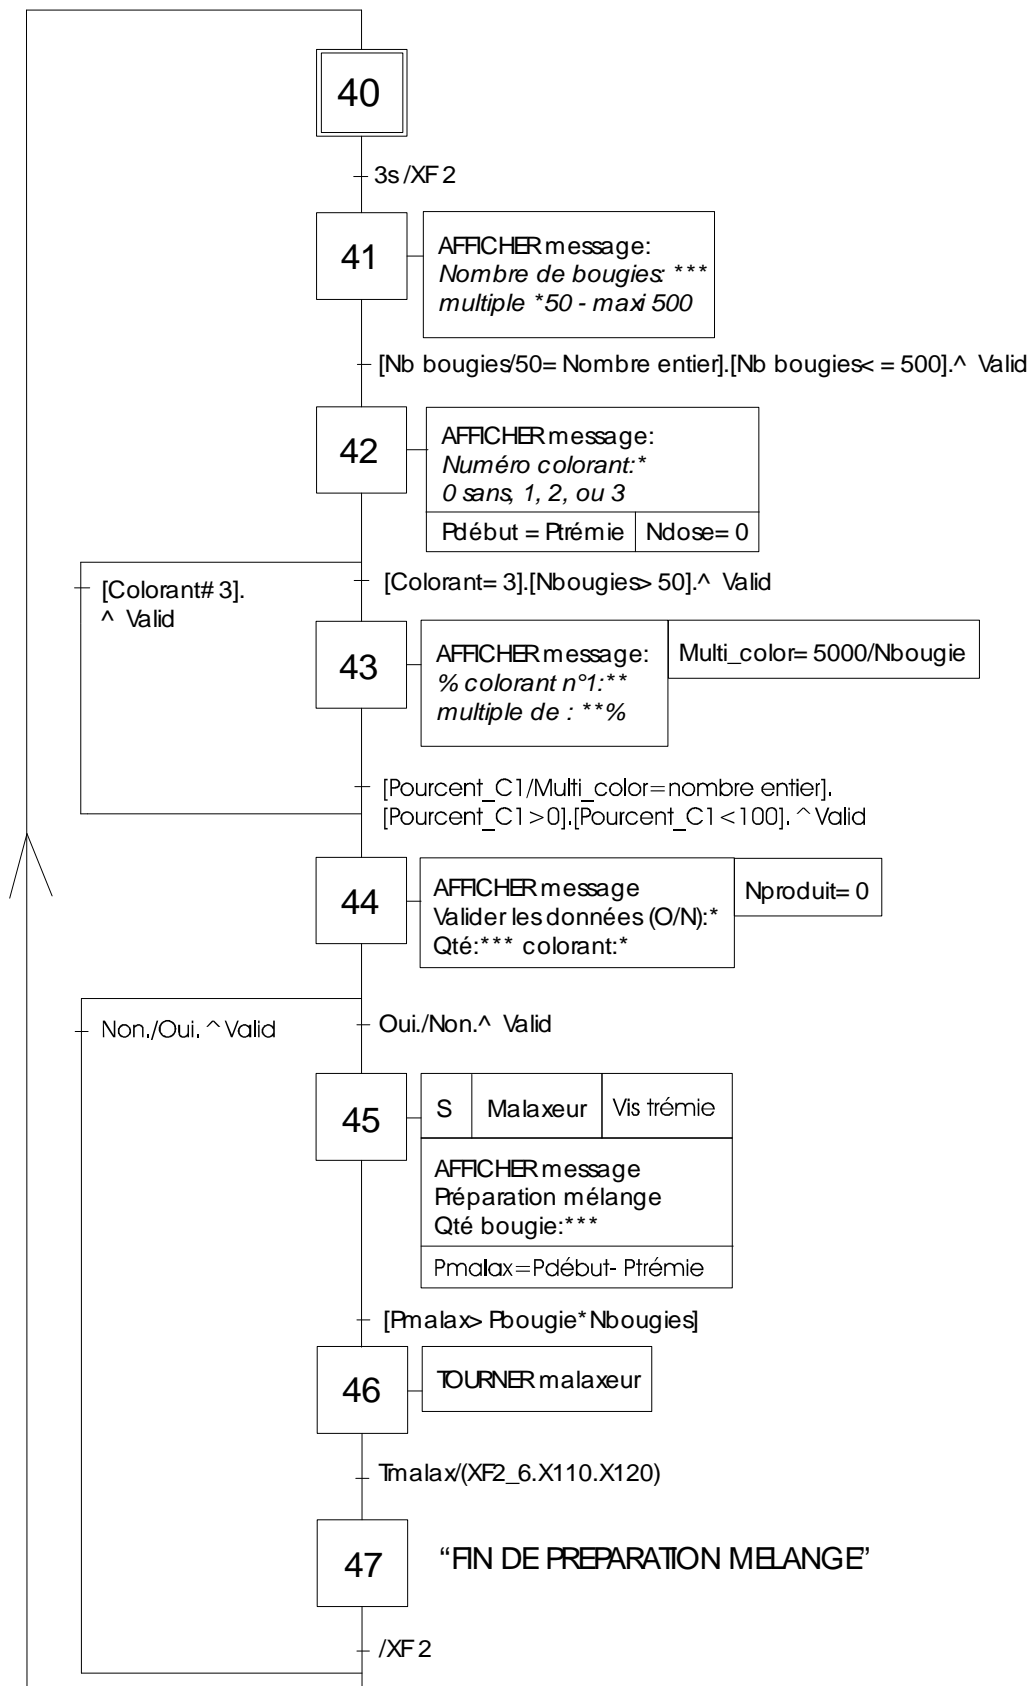 40
3s/XF2
41
AFFICHER message:
Nombre de bougies: ***
multiple *50 - maxi 500
[Nb bougies/50= Nombre entier].[Nb bougies< = 500].^ Valid
42
AFFICHER message:
Numéro colorant:*
0 sans, 1, 2, ou 3
Pdébut = Ptrémie
Ndose= 0
[Colorant# 3].
^ Valid
[Colorant= 3].[Nbougies> 50].^ Valid
43
AFFICHER message:
% colorant n°1:**
multiple de : **%
Multi_color= 5000/Nbougie
[Pourcent_C1/Multi_color=nombre entier].
[Pourcent_C1>0].[Pourcent_C1<100]. ^Valid
44
AFFICHER message
Valider les données (O/N):*
Qté:*** colorant:*
Nproduit= 0
Non./Oui. ^Valid
Oui./Non.^ Valid
45
S
Malaxeur
Vis trémie
AFFICHER message
Préparation mélange
Qté bougie:***
Pmalax=Pdébut- Ptrémie
[Pmalax> Pbougie*Nbougies]
46
TOURNER malaxeur
Tmalax/(XF2_6.X110.X120)
47
“FIN DE PREPARATION MELANGE”
/XF2